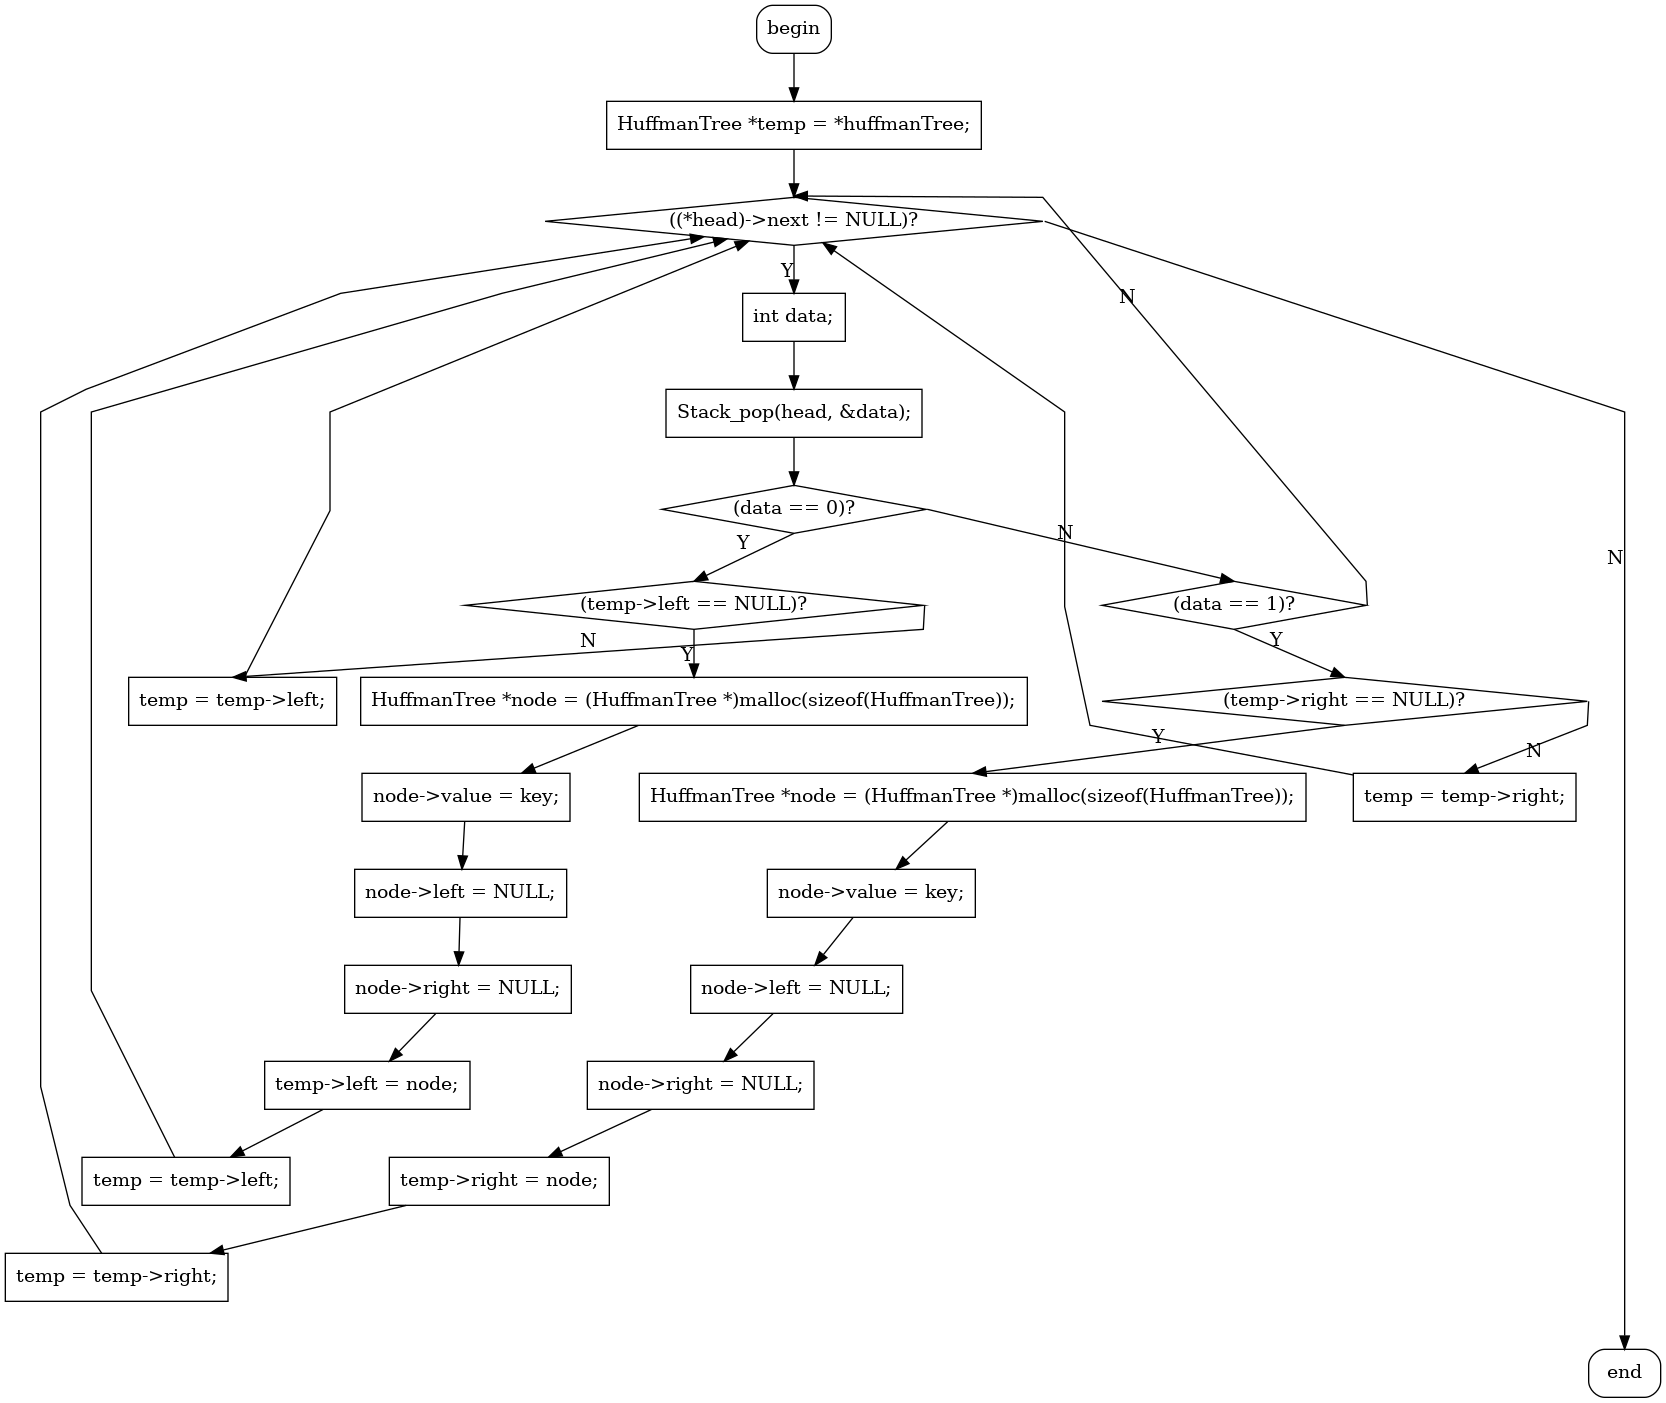 begin
HuffmanTree *temp = *huffmanTree;
((*head)->next != NULL)?
Y
int data;
N
Stack_pop(head, &data);
(data == 0)?
N
Y
N
(temp->left == NULL)?
(data == 1)?
N
Y
Y
temp = temp->left;
HuffmanTree *node = (HuffmanTree *)malloc(sizeof(HuffmanTree));
(temp->right == NULL)?
Y
N
node->value = key;
HuffmanTree *node = (HuffmanTree *)malloc(sizeof(HuffmanTree));
temp = temp->right;
node->left = NULL;
node->value = key;
node->right = NULL;
node->left = NULL;
temp->left = node;
node->right = NULL;
temp = temp->left;
temp->right = node;
temp = temp->right;
end